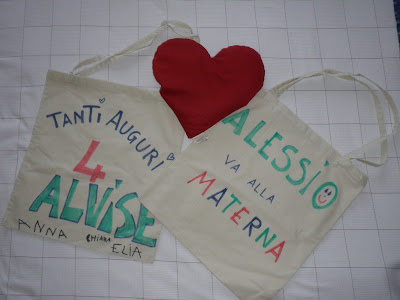 TANTI AUGURI
4
ALVISE
ANNA CHIARA ELIA
ALESSIO
VA ALLA
MATERNA